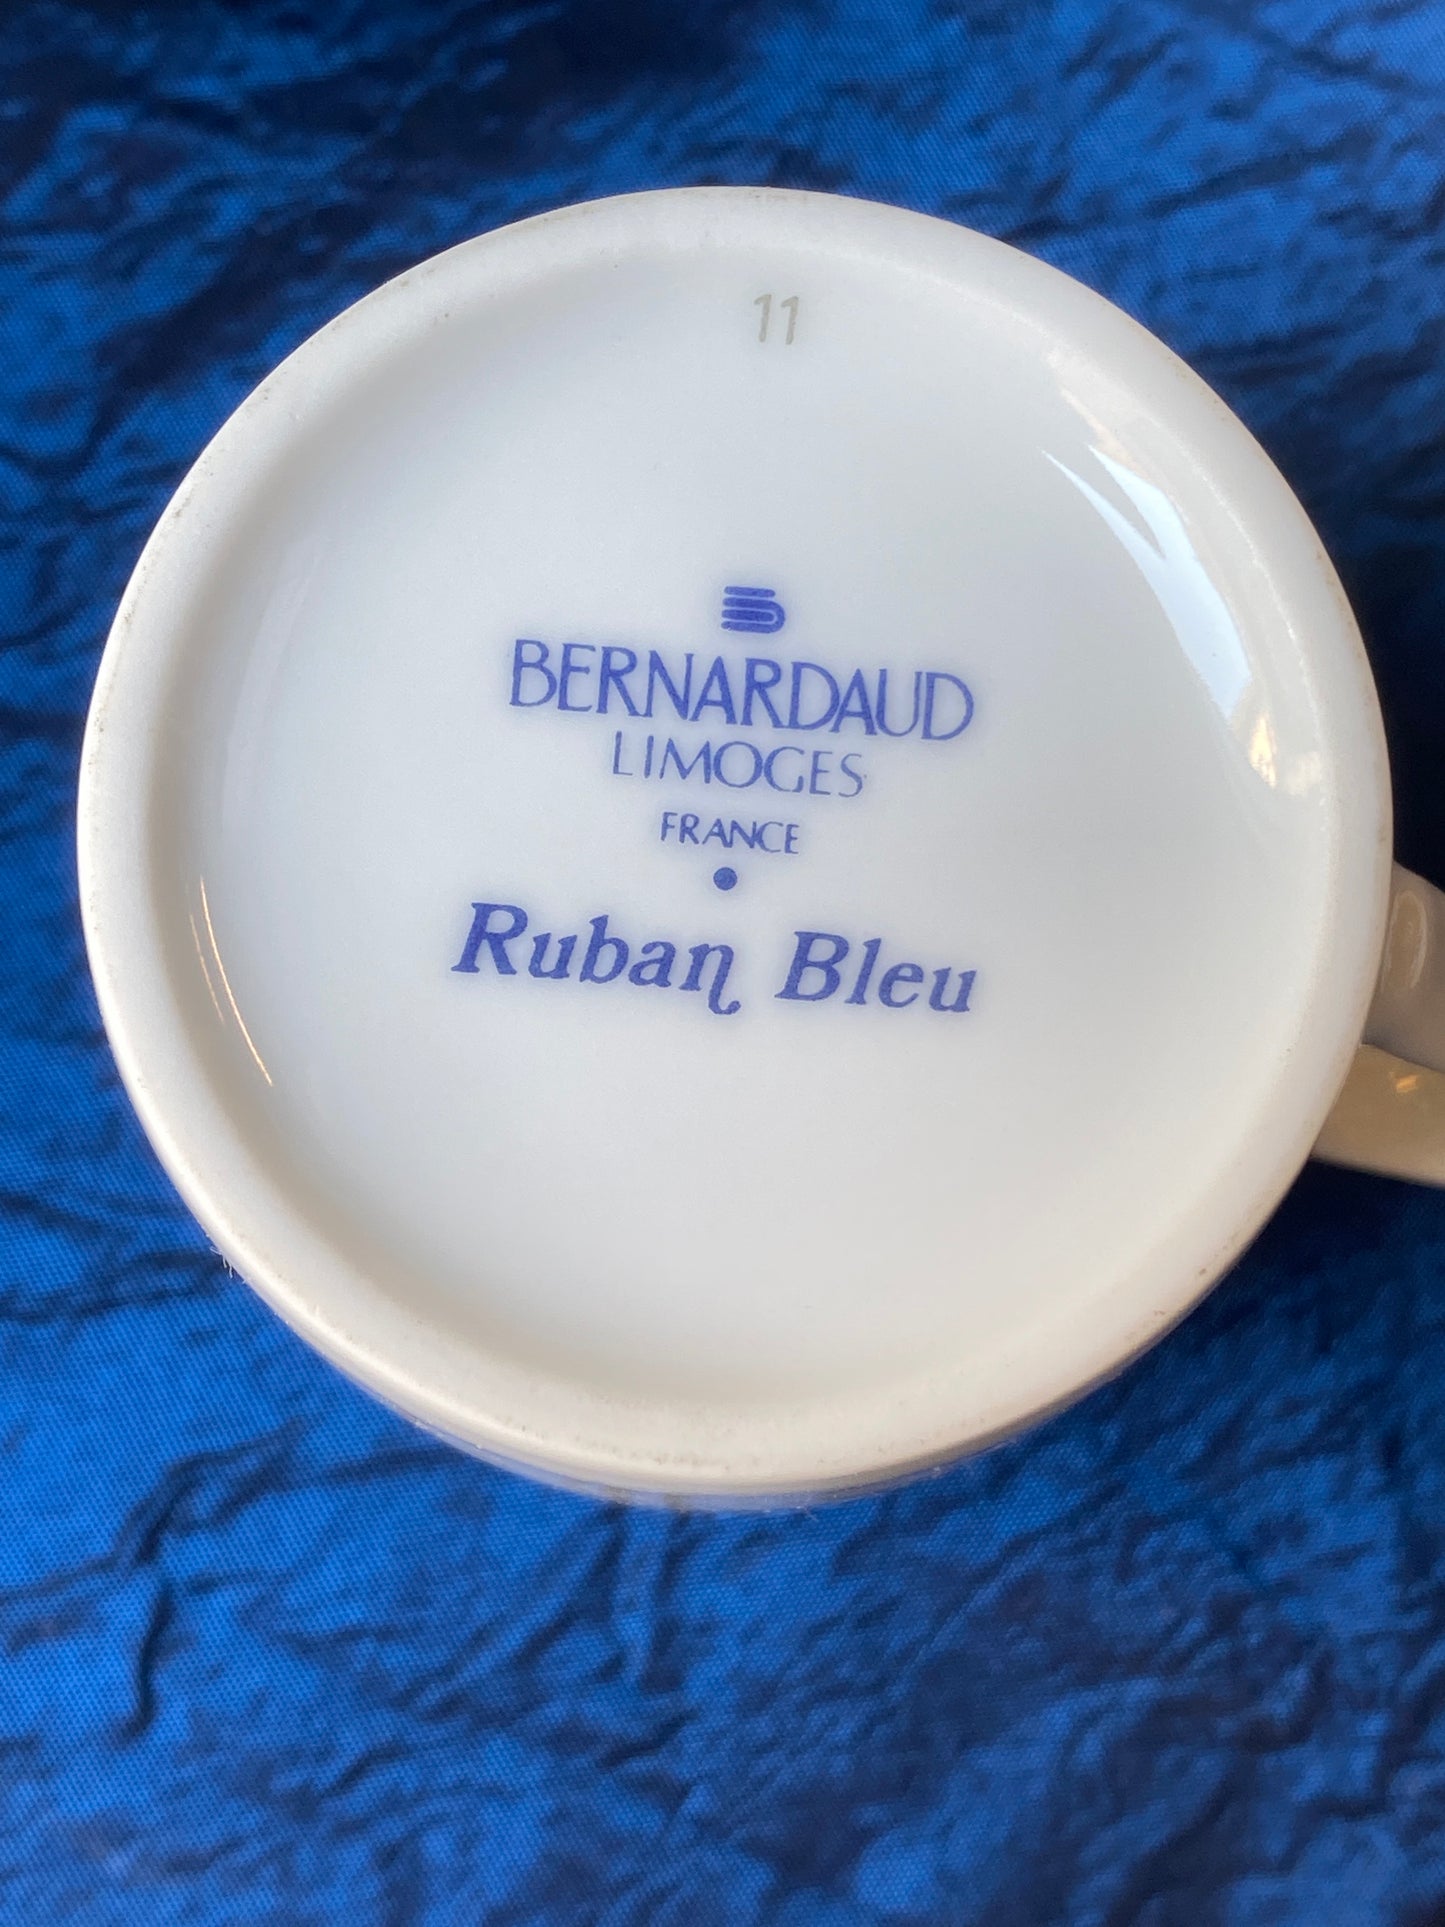 11
BERNARDAUD
LIMOGES
FRANCE
Ruban Bleu